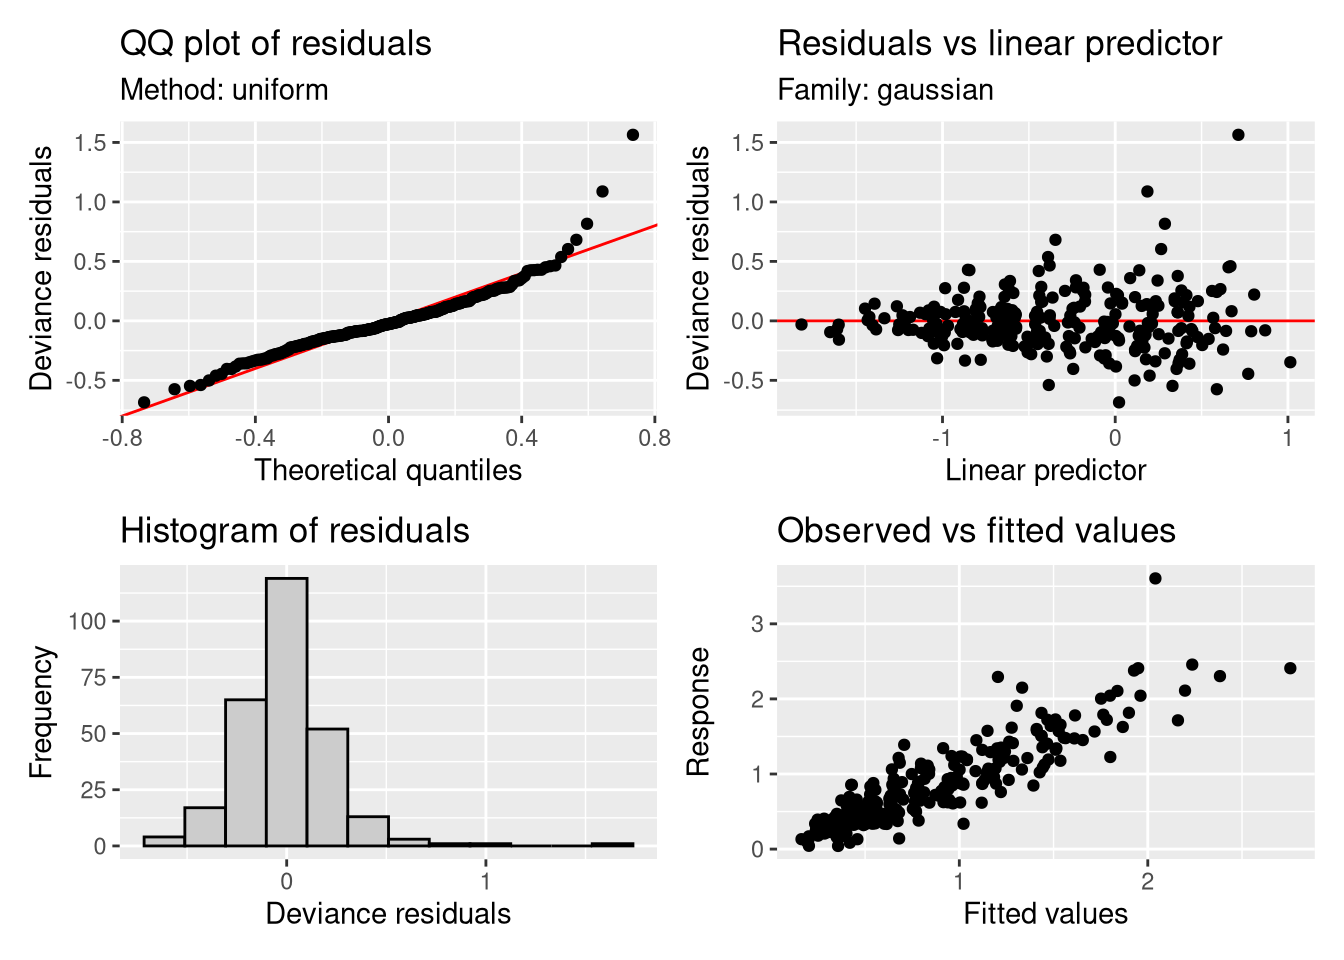 QQ plot of residuals
Method: uniform
Deviance residuals
1.5
1.0
0.5
0.0
-0.5
-0.8
-0.4
0.0
0.4
0.8
Theoretical quantiles
Residuals vs linear predictor
Family: gaussian
Deviance residuals
1.5
1.0
0.5
0.0
-0.5
-1
0
1
Linear predictor
Histogram of residuals
Frequency
100
75
50
25
0
0
1
Deviance residuals
Observed vs fitted values
Response
3
2
1
0
1
2
Fitted values